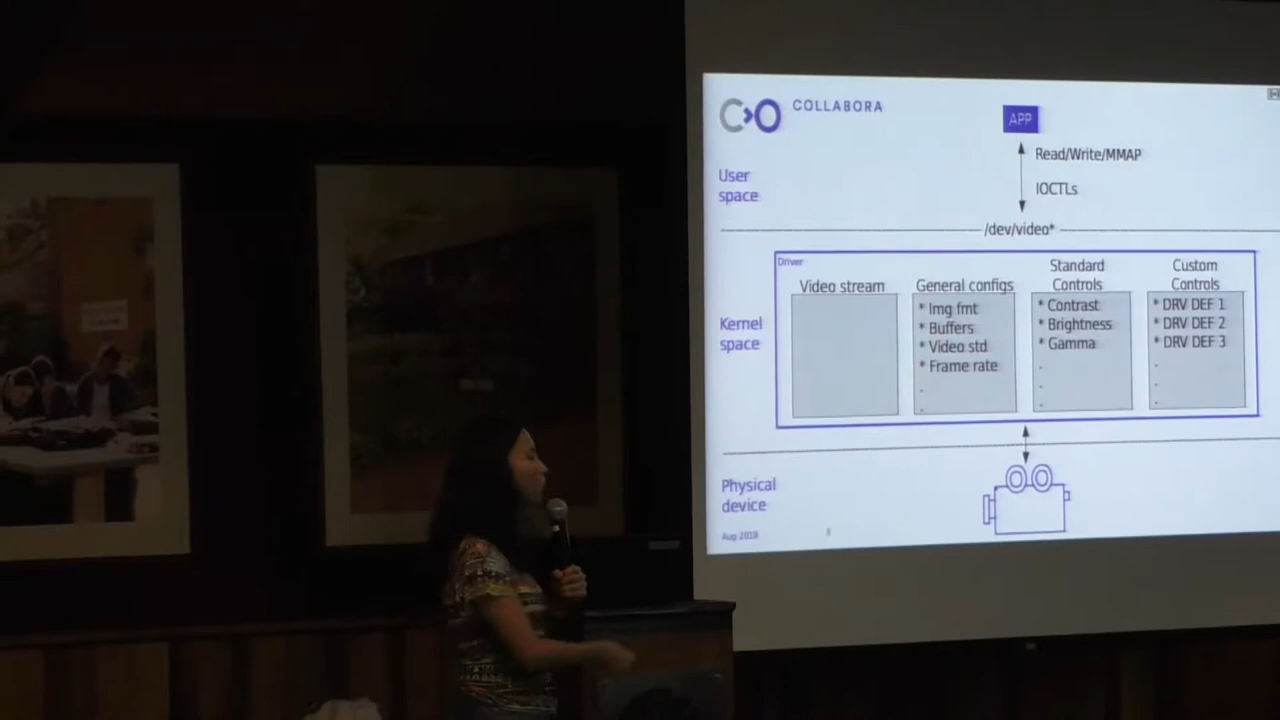 COLLABORA
APP
Read/Write/MMAP
IOCTLs
User
space
/dev/video*
Driver
Video stream
General configs
* Img fmt
* Buffers
* Video std
* Frame rate
.
.
Standard
Controls
* Contrast
* Brightness
* Gamma
.
.
.
Custom
Controls
* DRV DEF 1
* DRV DEF 2
* DRV DEF 3
.
.
.
Kernel
space
Physical
device
Aug 2018